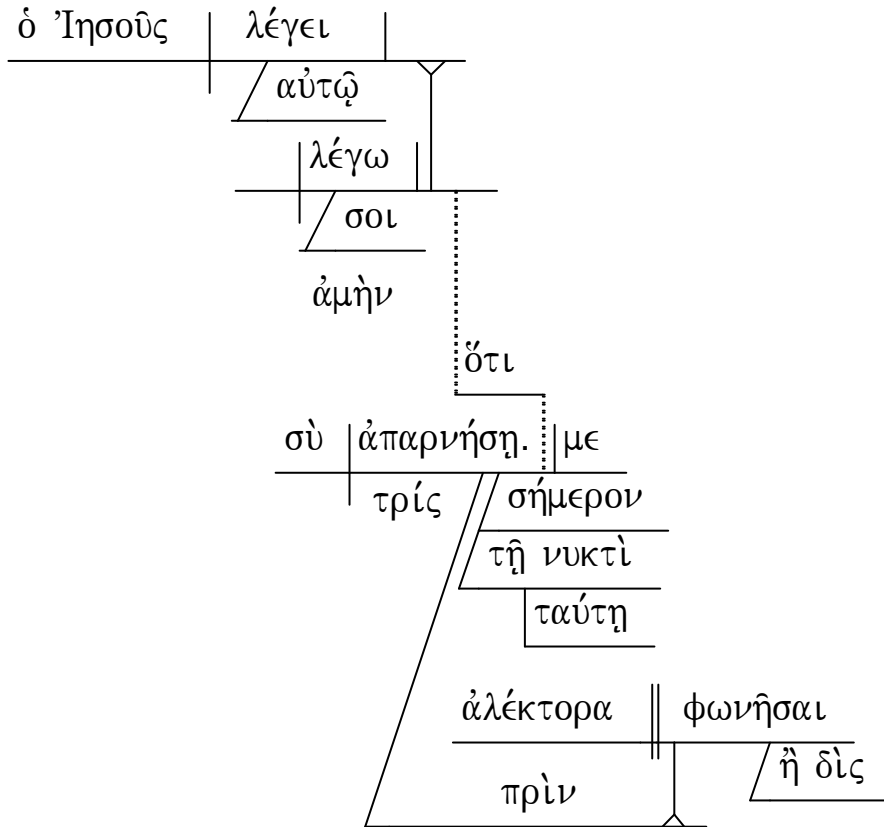 ὁ Ἰησοῦς λέγει
αὐτῷ
λέγω
σοι
ἀμὴν
ὅτι
σὺ ἀπαρνήσῃ. με
τρίς σήμερον
τῇ νυκτὶ
ταύτῃ
ἀλέκτορα φωνῆσαι
ἢ δὶς
πρὶν